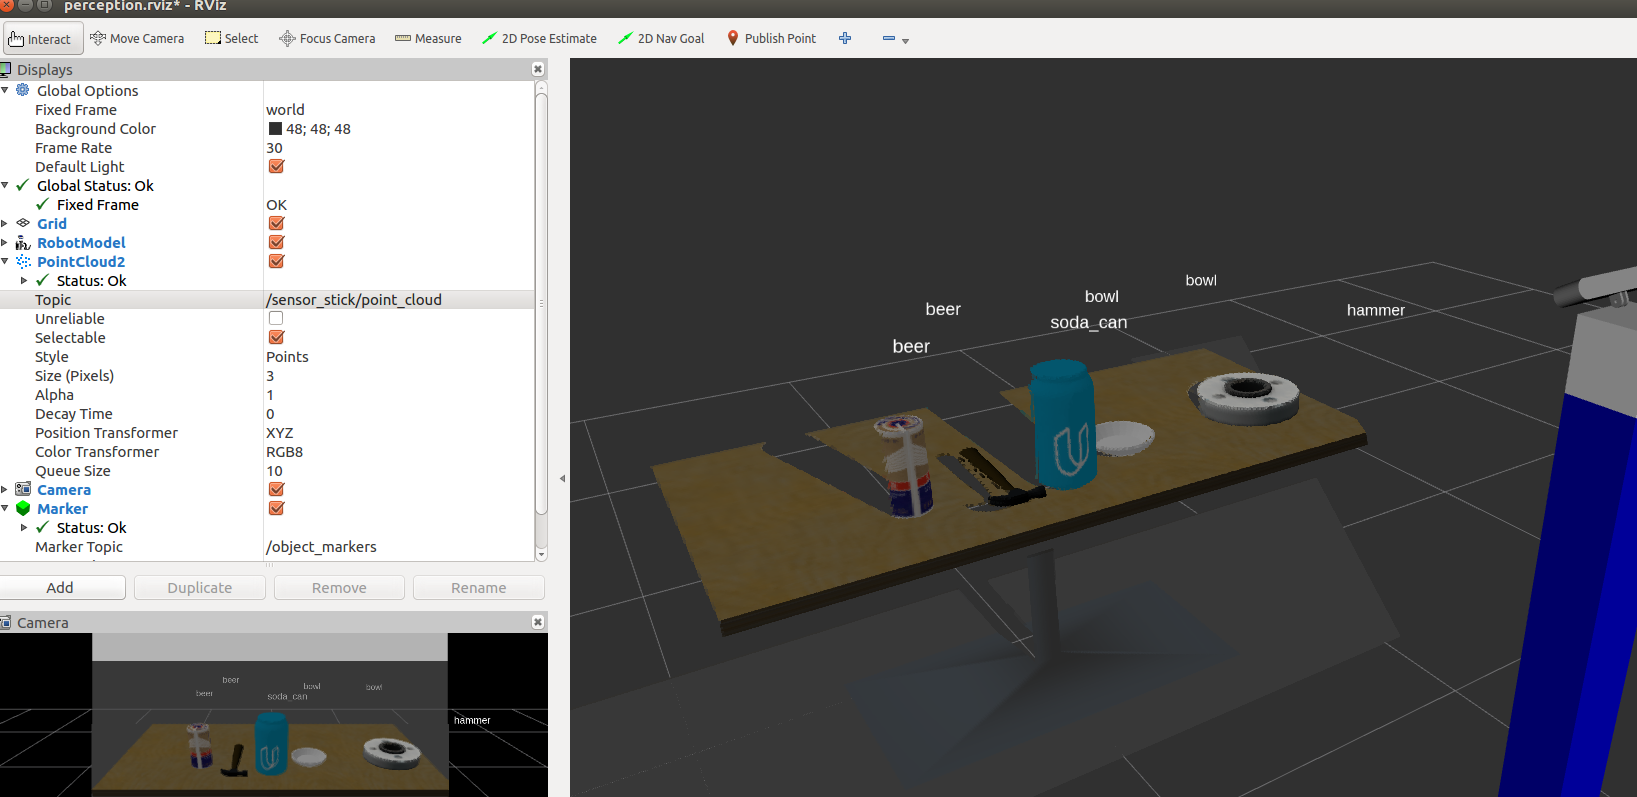 perception.rviz* - RViz
Interact Move Camera Select Focus Camera Measure 2D Pose Estimate 2D Nav Goal Publish Point
Displays
Global Options
Fixed Frame world
Background Color 48; 48; 48
Frame Rate 30
Default Light
Global Status: Ok
Fixed Frame OK
Grid
RobotModel
PointCloud2
Status: Ok
Topic /sensor_stick/point_cloud
Unreliable
Selectable
Style Points
Size (Pixels) 3
Alpha 1
Decay Time 0
Position Transformer XYZ
Color Transformer RGB8
Queue Size 10
Camera
Marker
Status: Ok
Marker Topic /object_markers
Add Duplicate Remove Rename
Camera
beer
beer
bowl
soda_can
bowl
hammer
bowl
bowl
beer
hammer
soda_can
beer